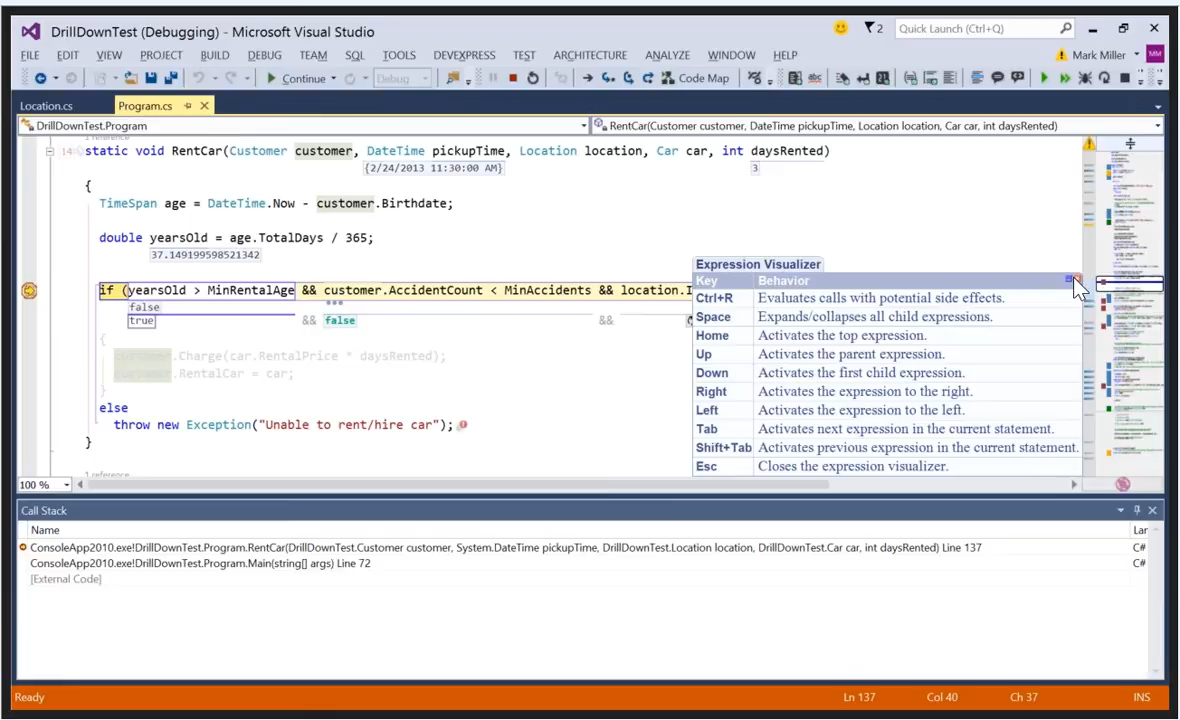 DrillDownTest (Debugging) - Microsoft Visual Studio
2
Quick Launch (Ctrl+Q)
FILE EDIT VIEW PROJECT BUILD DEBUG TEAM SQL TOOLS DEVEXPRESS TEST ARCHITECTURE ANALYZE WINDOW HELP
Mark Miller MM
Continue Debug Code Map
Location.cs Program.cs
DrillDownTest.Program RentCar(Customer customer, DateTime pickupTime, Location location, Car car, int daysRented)
static void RentCar(Customer customer, DateTime pickupTime, Location location, Car car, int daysRented)
{2/24/2013 11:30:00 AM} 3
{
TimeSpan age = DateTime.Now - customer.Birthdate;
double yearsOld = age.TotalDays / 365;
37.149199598521342
if (yearsOld > MinRentalAge && customer.AccidentCount < MinAccidents && location.I
false
true && false &&
{
customer.Charge(car.RentalPrice * daysRented);
customer.RentalCar = car;
}
else
throw new Exception("Unable to rent/hire car");
}
1 reference
Expression Visualizer
Key Behavior
Ctrl+R Evaluates calls with potential side effects.
Space Expands/collapses all child expressions.
Home Activates the top expression.
Up Activates the parent expression.
Down Activates the first child expression.
Right Activates the expression to the right.
Left Activates the expression to the left.
Tab Activates next expression in the current statement.
Shift+Tab Activates previous expression in the current statement.
Esc Closes the expression visualizer.
100 %
Call Stack
Name Lar
ConsoleApp2010.exe!DrillDownTest.Program.RentCar(DrillDownTest.Customer customer, System.DateTime pickupTime, DrillDownTest.Location location, DrillDownTest.Car car, int daysRented) Line 137 C#
ConsoleApp2010.exe!DrillDownTest.Program.Main(string[] args) Line 72 C#
[External Code]
Ready Ln 137 Col 40 Ch 37 INS